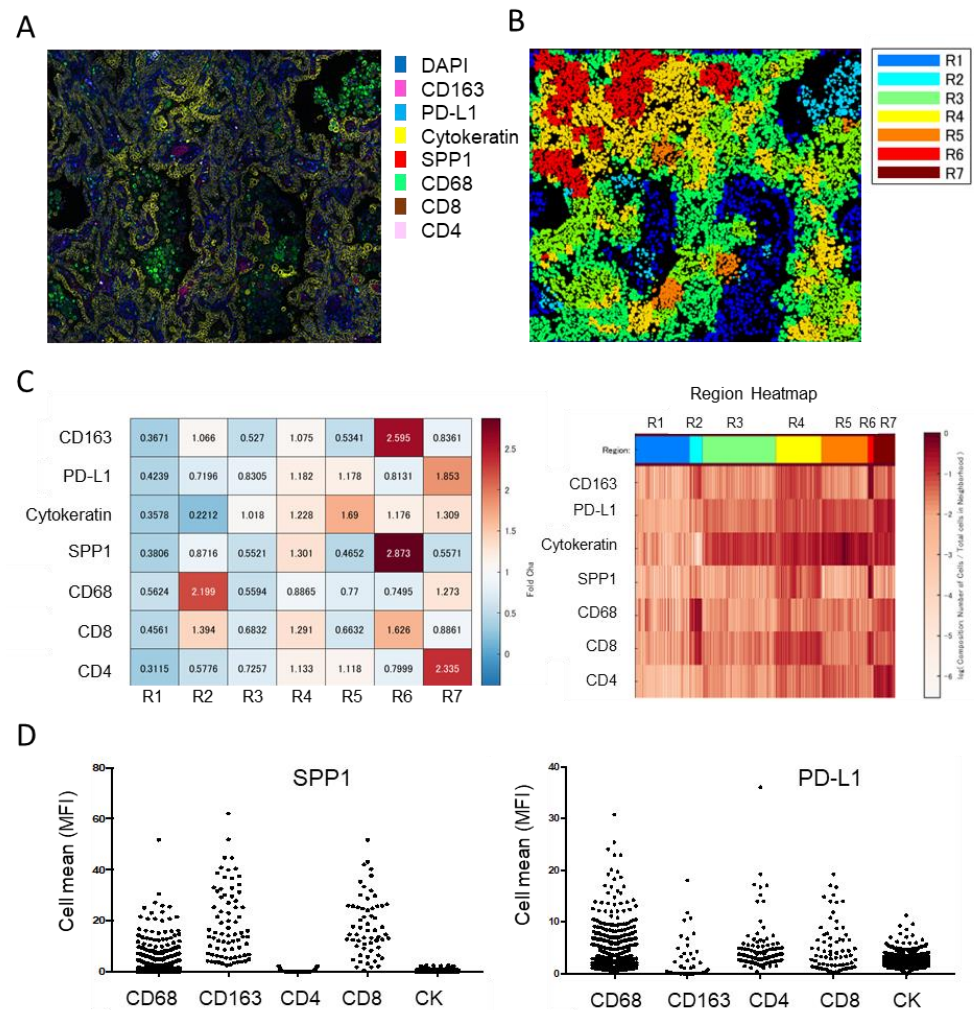 A
DAPI
CD163
PD-L1
Cytokeratin
SPP1
CD68
CD8
CD4
B
R1
R2
R3
R4
R5
R6
R7
C
CD163 0.3671 1.066 0.527 1.075 0.5341 2.595 0.8361
PD-L1 0.4239 0.7196 0.8305 1.182 1.178 0.8131 1.853
Cytokeratin 0.3578 0.2212 1.018 1.228 1.69 1.176 1.309
SPP1 0.3806 0.8716 0.5521 1.301 0.4652 2.873 0.5571
CD68 0.5624 2.199 0.5594 0.8865 0.77 0.7495 1.273
CD8 0.4561 1.394 0.6832 1.291 0.6632 1.626 0.8861
CD4 0.3115 0.5776 0.7257 1.133 1.118 0.7999 2.335
R1 R2 R3 R4 R5 R6 R7
2.5
2
1.5
1
0.5
0
Fold Cha
Region Heatmap
R1 R2 R3 R4 R5 R6 R7
Region:
CD163
PD-L1
Cytokeratin
SPP1
CD68
CD8
CD4
0
-1
-2
-3
-4
-5
-6
log( Composition: Number of Cells / Total cells in Neighborhood)
D
SPP1
Cell mean (MFI)
80
60
40
20
0
CD68 CD163 CD4 CD8 CK
PD-L1
Cell mean (MFI)
40
30
20
10
0
CD68 CD163 CD4 CD8 CK